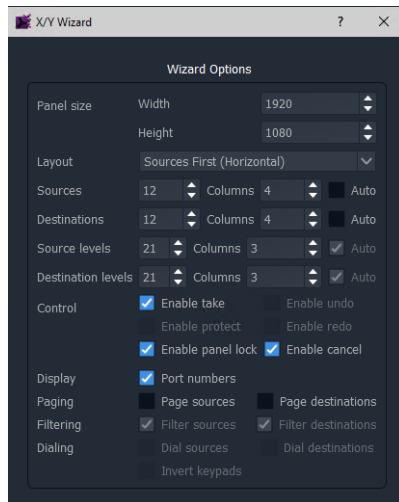 X/Y Wizard ? ×
Wizard Options
Panel size Width 1920
Height 1080
Layout Sources First (Horizontal)
Sources 12 Columns 4 Auto
Destinations 12 Columns 4 Auto
Source levels 21 Columns 3 Auto
Destination levels 21 Columns 3 Auto
Control Enable take Enable undo
Enable protect Enable redo
Enable panel lock Enable cancel
Display Port numbers
Paging Page sources Page destinations
Filtering Filter sources Filter destinations
Dialing Dial sources Dial destinations
Invert keypads